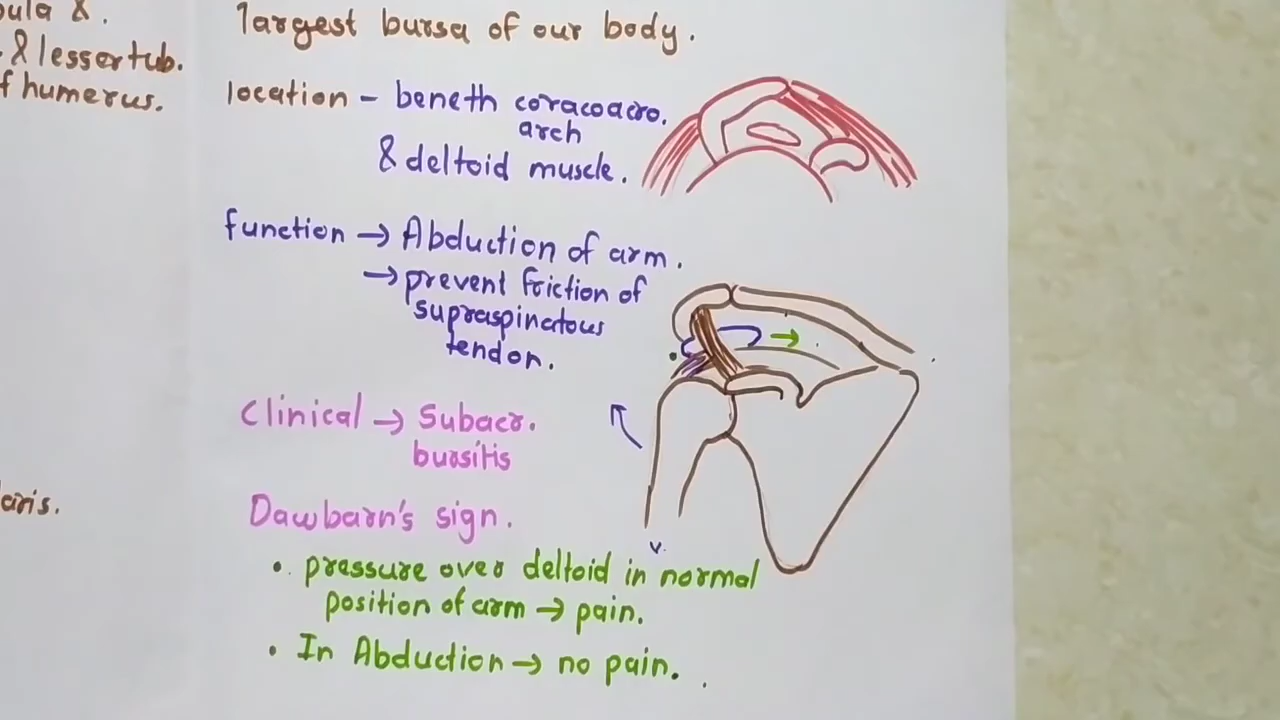 & lesser tub.
humerus.
largest bursa of our body.
location - beneth coracoacro.
arch
& deltoid muscle.
function → Abduction of arm.
→ prevent friction of
supraspinatous
tendon.
Clinical → Subacr.
bursitis
Dawbarn's sign.
• pressure over deltoid in normal
position of arm → pain.
• In Abduction → no pain.